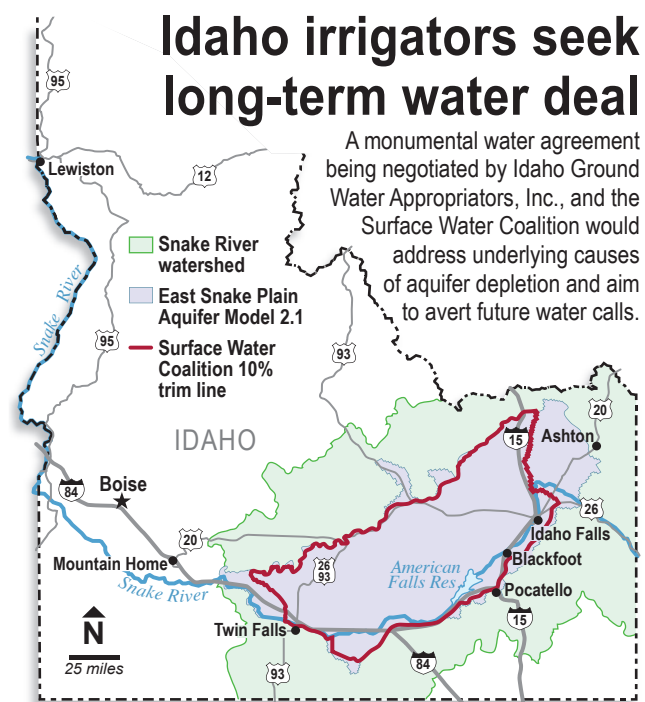 Idaho irrigators seek
long-term water deal
A monumental water agreement
being negotiated by Idaho Ground
Water Appropriators, Inc., and the
Surface Water Coalition would
address underlying causes
of aquifer depletion and aim
to avert future water calls.
95
Lewiston
12
Snake River
watershed
East Snake Plain
Aquifer Model 2.1
Surface Water
Coalition 10%
trim line
Snake River
95
93
IDAHO
15
20
Ashton
84
Boise
26
Idaho Falls
20
Mountain Home
Blackfoot
26
93
American
Falls Res.
Snake River
Pocatello
15
N
25 miles
Twin Falls
93
84